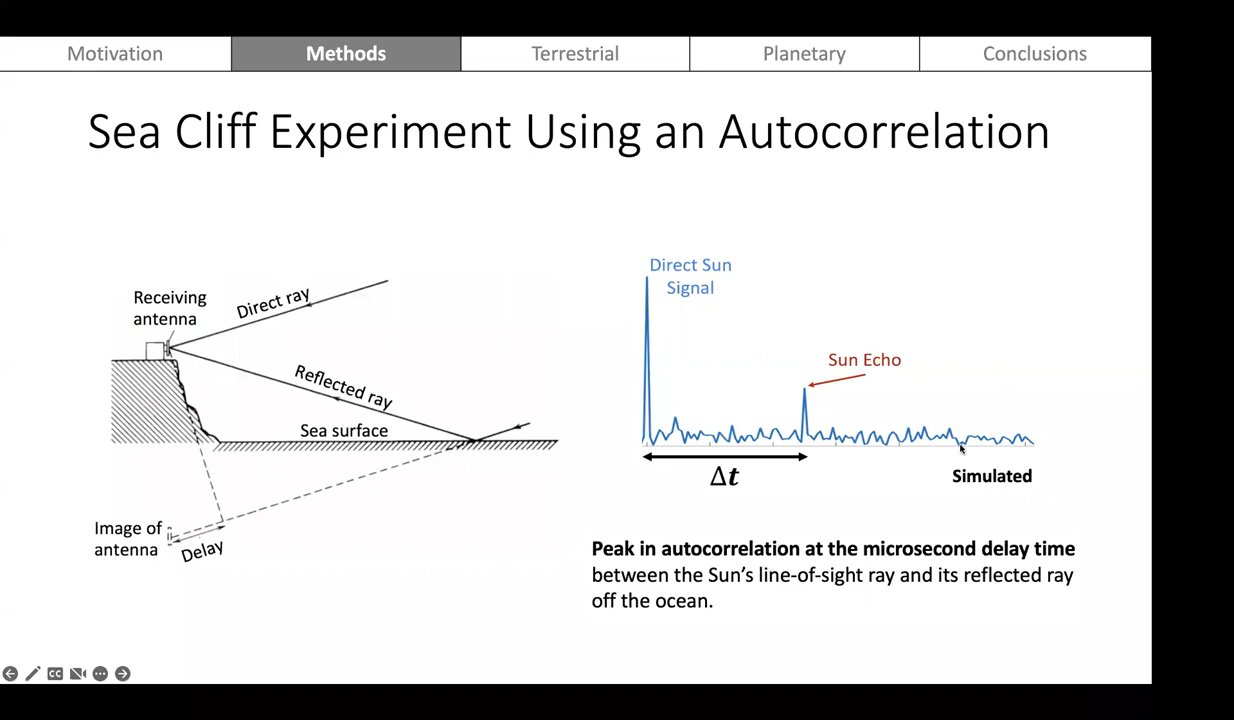 Motivation
Methods
Terrestrial
Planetary
Conclusions
Sea Cliff Experiment Using an Autocorrelation
Receiving
antenna
Direct ray
Reflected ray
Sea surface
Image of
antenna
Delay
Direct Sun
Signal
Sun Echo
Δt
Simulated
Peak in autocorrelation at the microsecond delay time
between the Sun’s line-of-sight ray and its reflected ray
off the ocean.
CC